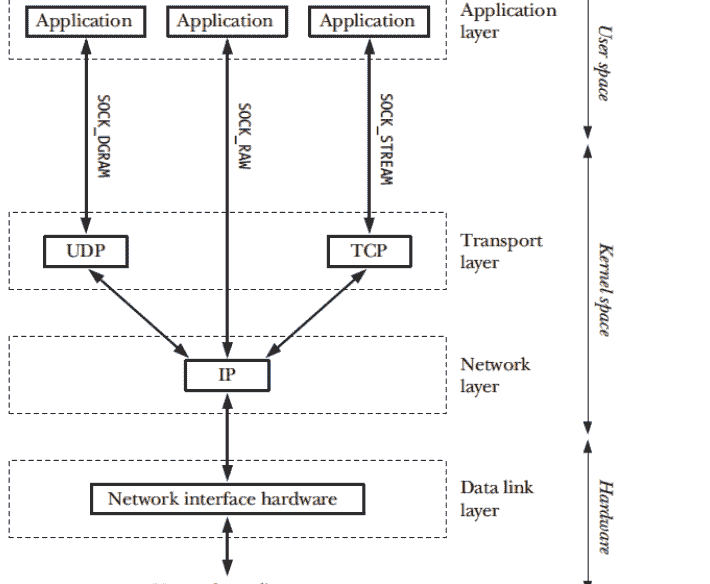 Application
Application
Application
Application
layer
User space
SOCK_DGRAM
SOCK_RAW
SOCK_STREAM
UDP
TCP
Transport
layer
Kernel space
IP
Network
layer
Network interface hardware
Data link
layer
Hardware